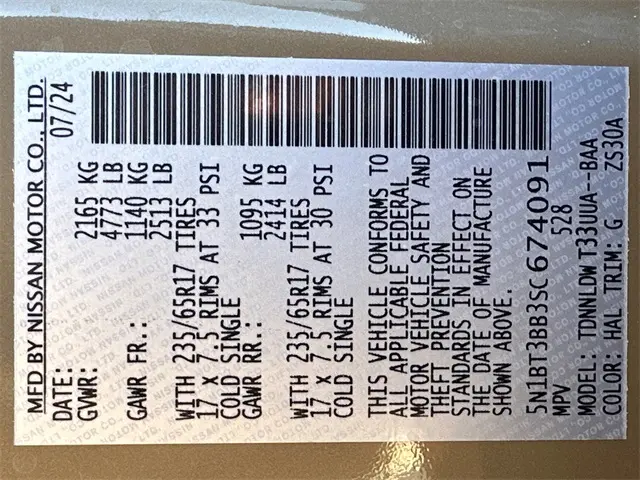 MFD BY NISSAN MOTOR CO., LTD.
DATE: 07/24
GVWR: 2165 KG
4773 LB
GAWR FR.: 1140 KG
2513 LB
WITH 235/65R17 TIRES
17 X 7.5 RIMS AT 33 PSI
COLD SINGLE
GAWR RR.: 1095 KG
2414 LB
WITH 235/65R17 TIRES
17 X 7.5 RIMS AT 30 PSI
COLD SINGLE
THIS VEHICLE CONFORMS TO
ALL APPLICABLE FEDERAL
MOTOR VEHICLE SAFETY AND
THEFT PREVENTION
STANDARDS IN EFFECT ON
THE DATE OF MANUFACTURE
SHOWN ABOVE.
5N1BT3BB3SC674091
MPV 528
MODEL: TDNNLDWT33UUA--BAA
COLOR: HAL TRIM: G ZS30A